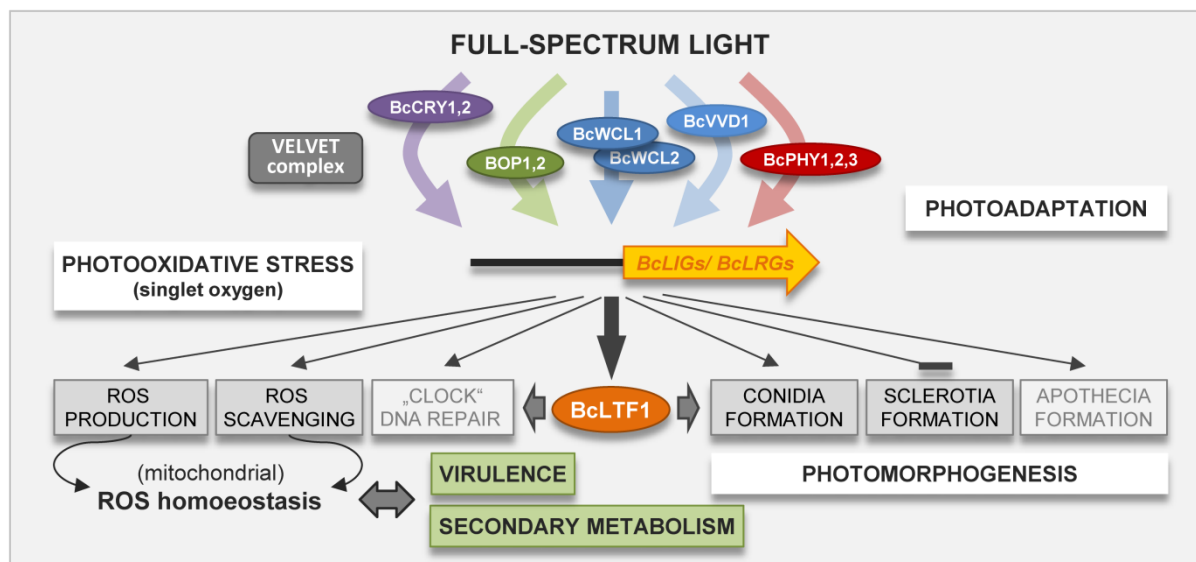 FULL-SPECTRUM LIGHT
BcCRY1,2
BOP1,2
BcWCL1
BcWCL2
BcVVD1
BcPHY1,2,3
VELVET
complex
PHOTOADAPTATION
PHOTOOXIDATIVE STRESS
(singlet oxygen)
BcLIGs/ BcLRGs
ROS
PRODUCTION
ROS
SCAVENGING
„CLOCK“
DNA REPAIR
BcLTF1
CONIDIA
FORMATION
SCLEROTIA
FORMATION
APOTHECIA
FORMATION
(mitochondrial)
ROS homoeostasis
VIRULENCE
SECONDARY METABOLISM
PHOTOMORPHOGENESIS